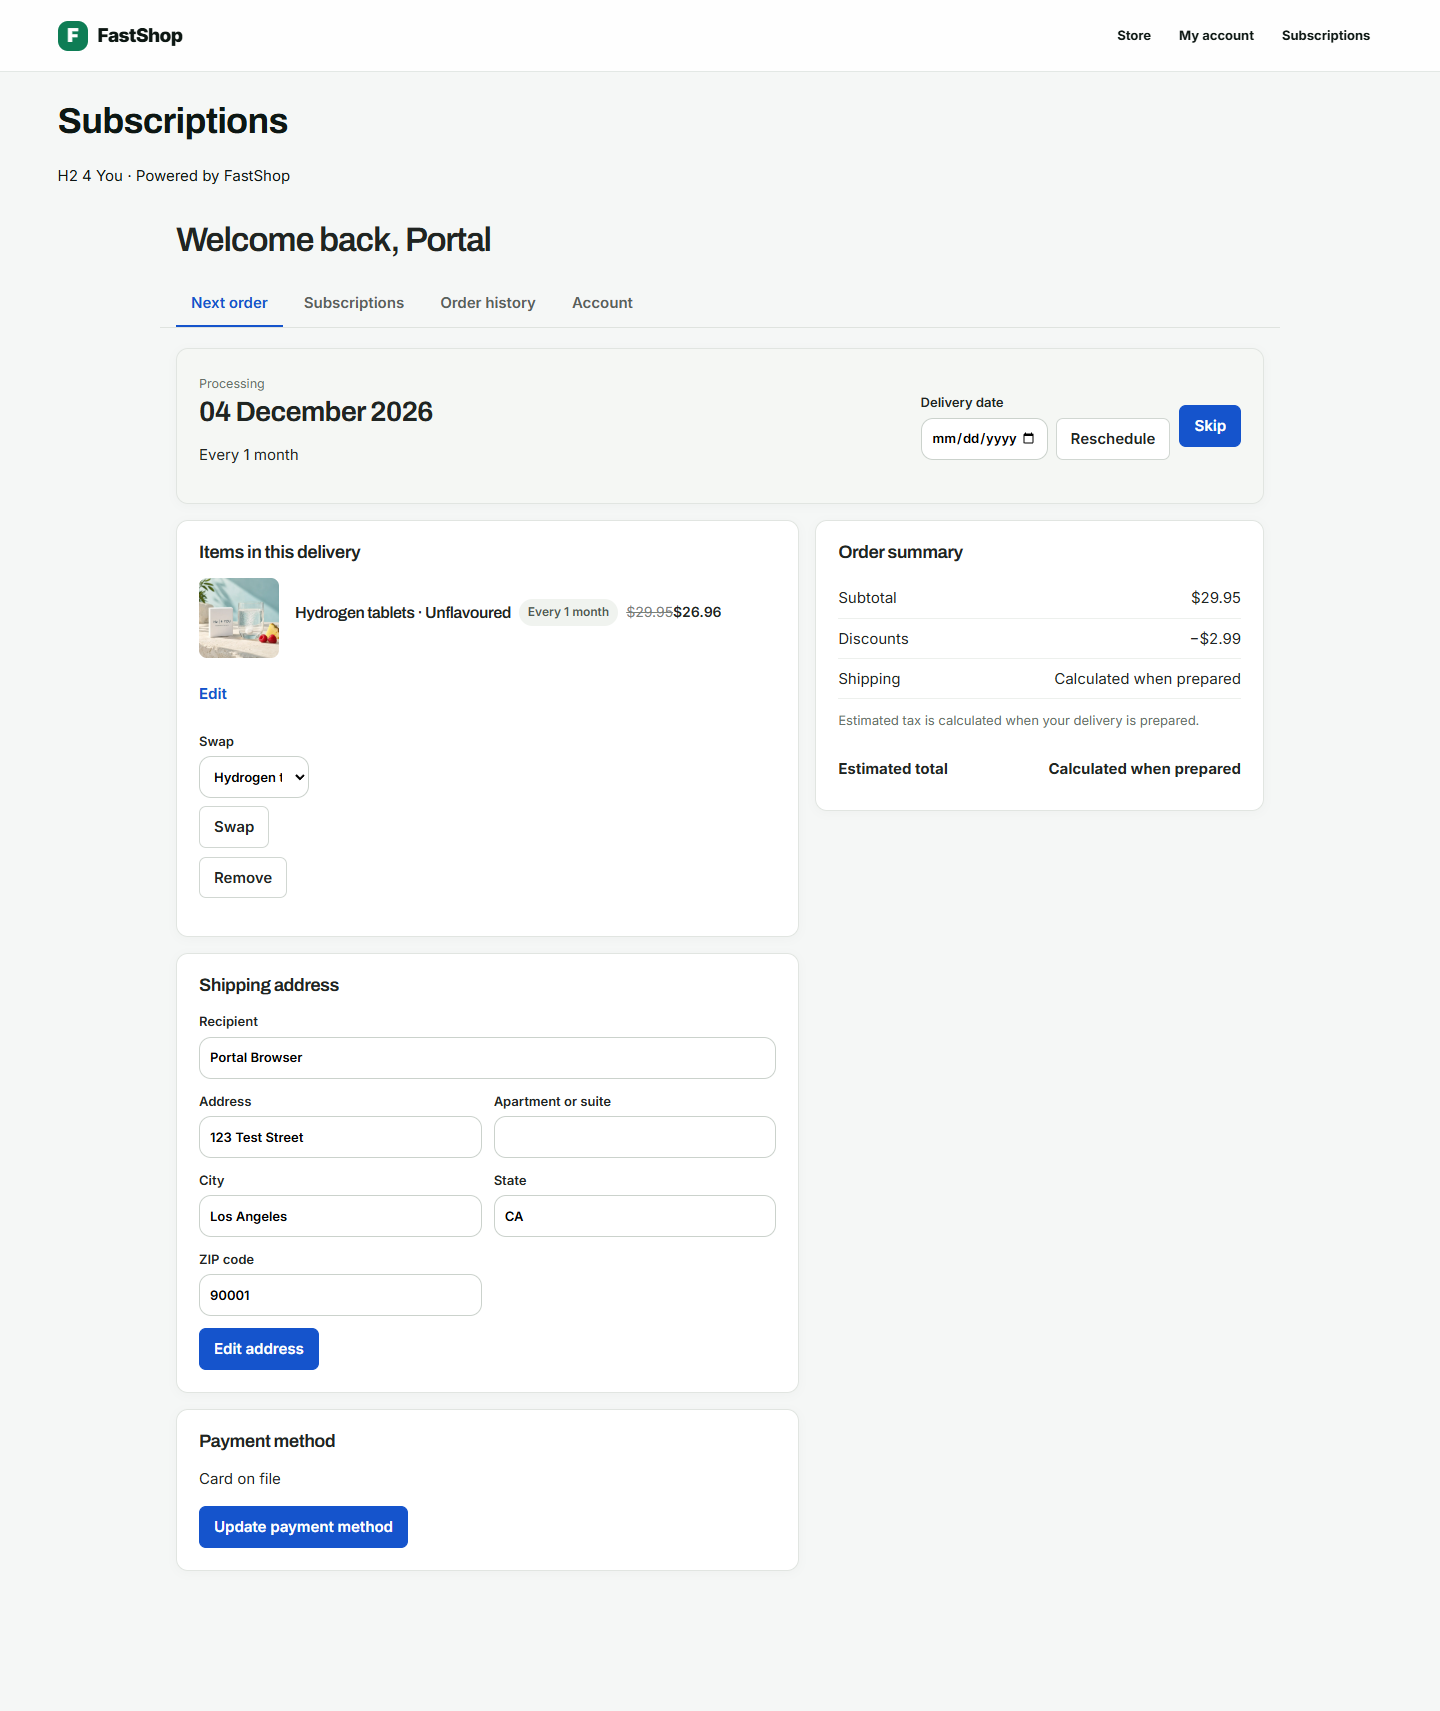 F FastShop
Store My account Subscriptions
Subscriptions
H2 4 You · Powered by FastShop
Welcome back, Portal
Next order Subscriptions Order history Account
Processing
04 December 2026
Every 1 month
Delivery date
mm/dd/yyyy Reschedule Skip
Items in this delivery
Hydrogen tablets · Unflavoured Every 1 month $29.95$26.96
Edit
Swap
Hydrogen t
Swap
Remove
Order summary
Subtotal $29.95
Discounts −$2.99
Shipping Calculated when prepared
Estimated tax is calculated when your delivery is prepared.
Estimated total Calculated when prepared
Shipping address
Recipient
Portal Browser
Address Apartment or suite
123 Test Street
City State
Los Angeles CA
ZIP code
90001
Edit address
Payment method
Card on file
Update payment method